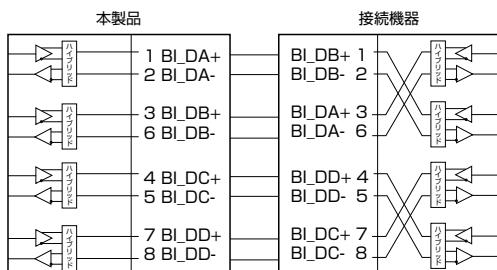 本製品
接続機器
ハイブリッド
1 BI_DA+
2 BI_DA-
ハイブリッド
3 BI_DB+
6 BI_DB-
ハイブリッド
4 BI_DC+
5 BI_DC-
ハイブリッド
7 BI_DD+
8 BI_DD-
BI_DB+ 1
BI_DB- 2
ハイブリッド
BI_DA+ 3
BI_DA- 6
ハイブリッド
BI_DD+ 4
BI_DD- 5
ハイブリッド
BI_DC+ 7
BI_DC- 8
ハイブリッド